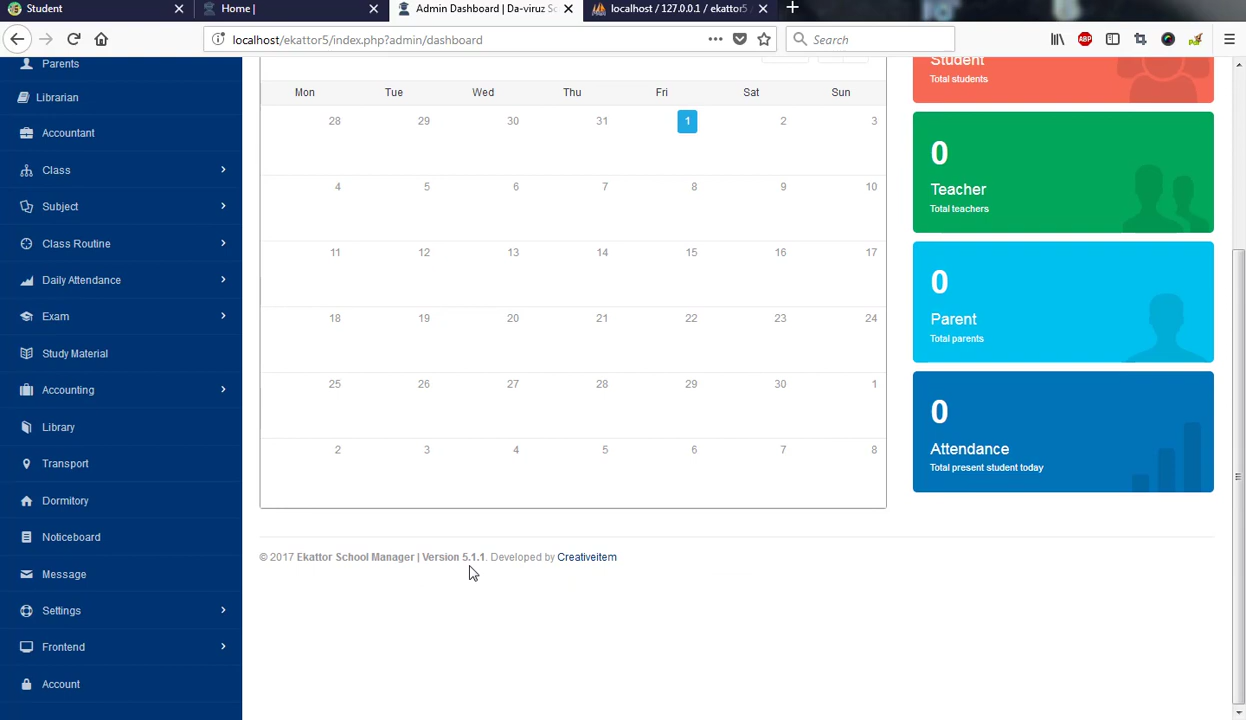 Student
Home |
Admin Dashboard | Da-viruz Sc
localhost / 127.0.0.1 / ekattor5
localhost/ekattor5/index.php?admin/dashboard
Search
ABP
Parents
Librarian
Accountant
Class
Subject
Class Routine
Daily Attendance
Exam
Study Material
Accounting
Library
Transport
Dormitory
Noticeboard
Message
Settings
Frontend
Account
Mon Tue Wed Thu Fri Sat Sun
28 29 30 31 1 2 3
4 5 6 7 8 9 10
11 12 13 14 15 16 17
18 19 20 21 22 23 24
25 26 27 28 29 30 1
2 3 4 5 6 7 8
Student
Total students
0
Teacher
Total teachers
0
Parent
Total parents
0
Attendance
Total present student today
© 2017 Ekattor School Manager | Version 5.1.1. Developed by Creativeitem